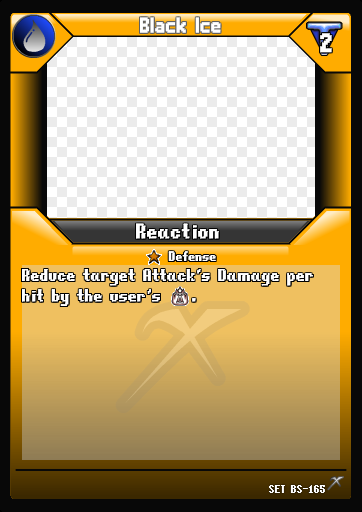 Black Ice
2
Reaction
Defense
Reduce target Attack's Damage per
hit by the user's .
SET BS-165